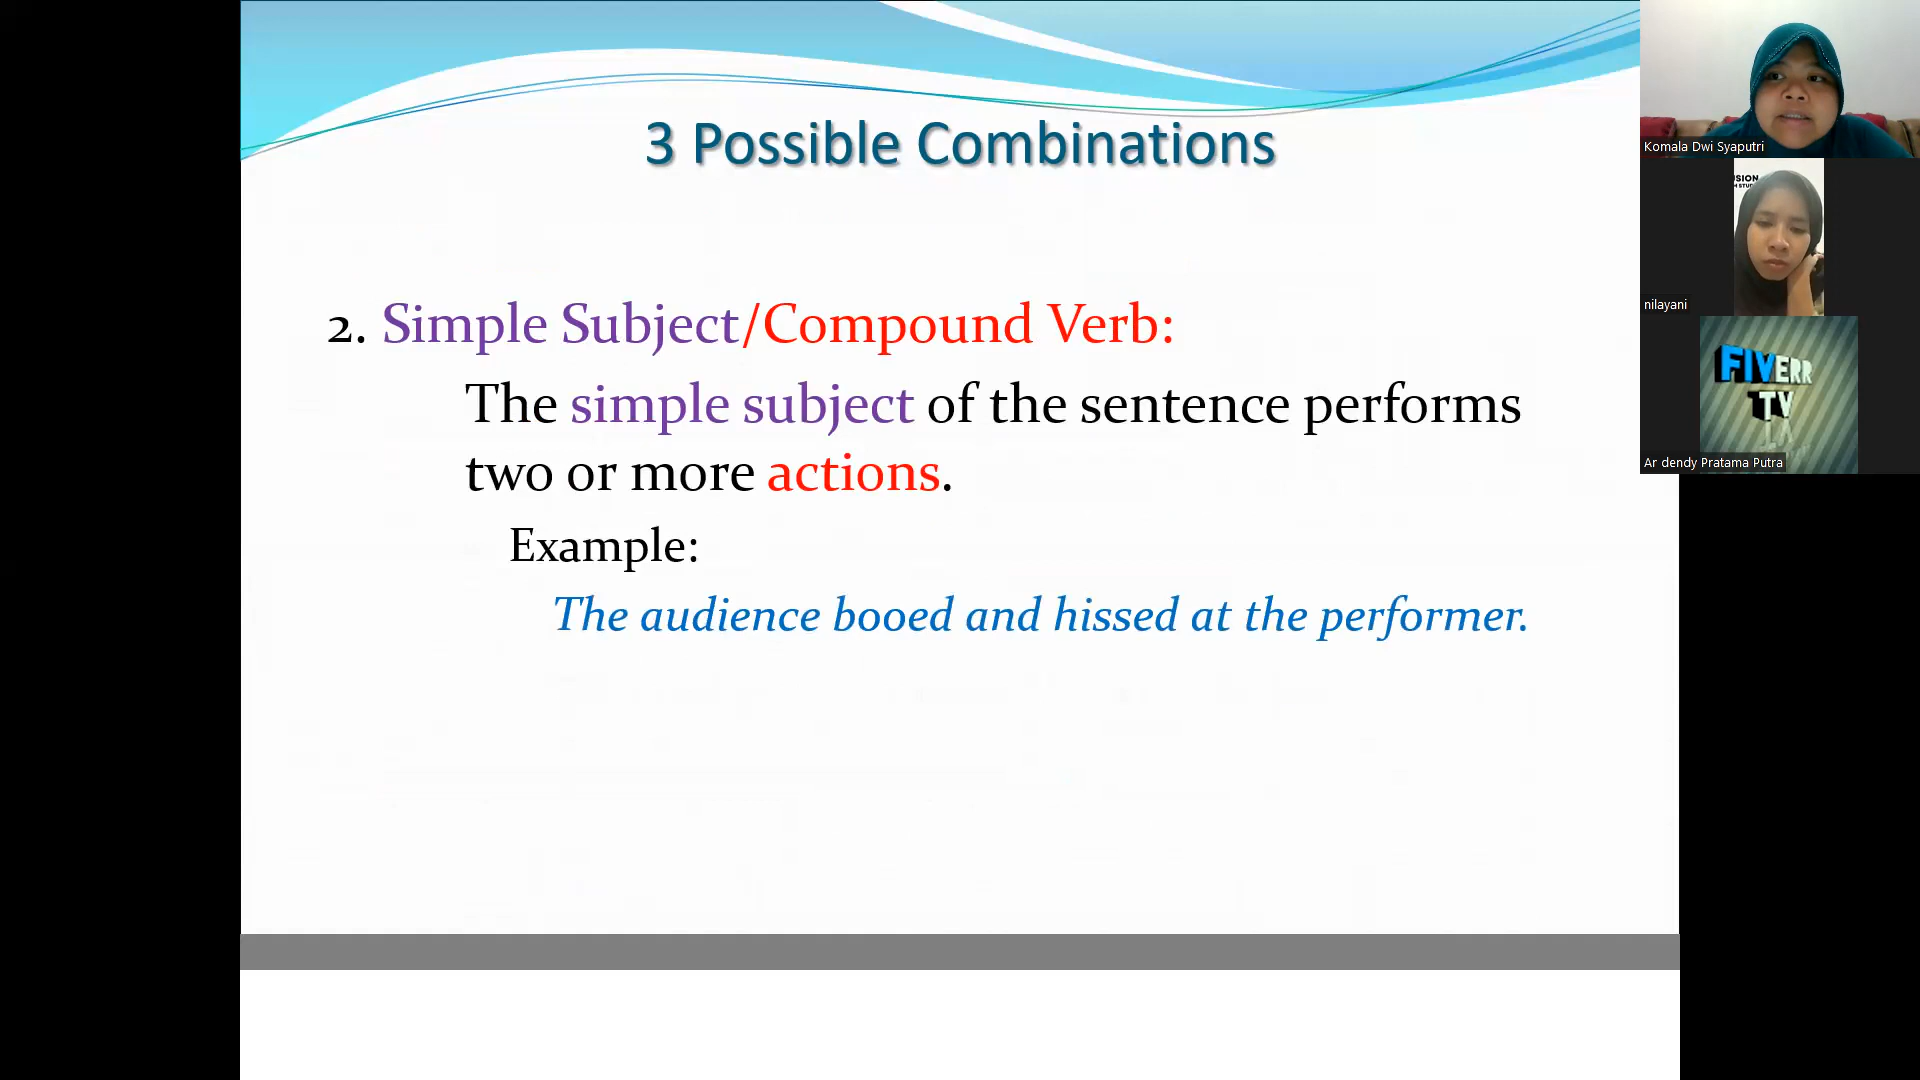 3 Possible Combinations
2. Simple Subject/Compound Verb:
The simple subject of the sentence performs
two or more actions.
Example:
The audience booed and hissed at the performer.
Komala Dwi Syaputri
nilayani
FIVERR
TV
Ar dendy Pratama Putra